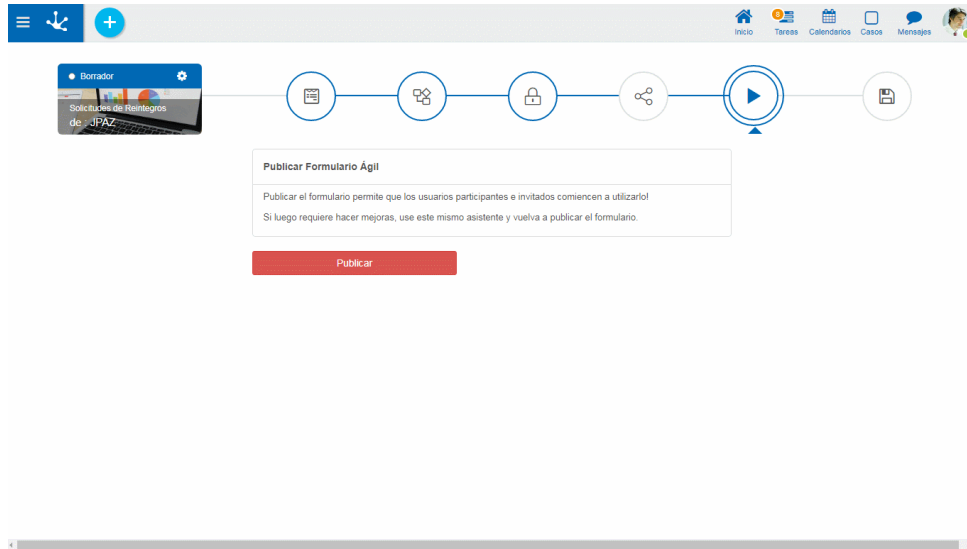 5
Inicio
Tareas
Calendarios
Casos
Mensajes
Borrador
Solicitudes de Reintegros
de : JPAZ
Publicar Formulario Ágil
Publicar el formulario permite que los usuarios participantes e invitados comiencen a utilizarlo!
Si luego requiere hacer mejoras, use este mismo asistente y vuelva a publicar el formulario.
Publicar